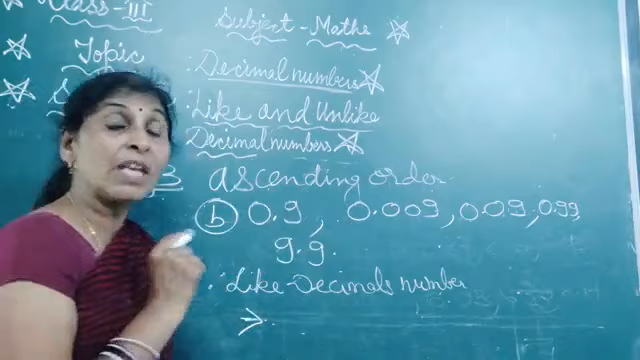 Class - III Subject - Maths
Topic : Decimal numbers
: Like and Unlike
Decimal numbers
3 ascending order
(b) 0.9, 0.009, 0.09, 0.99,
9.9.
Like - Decimals number
>